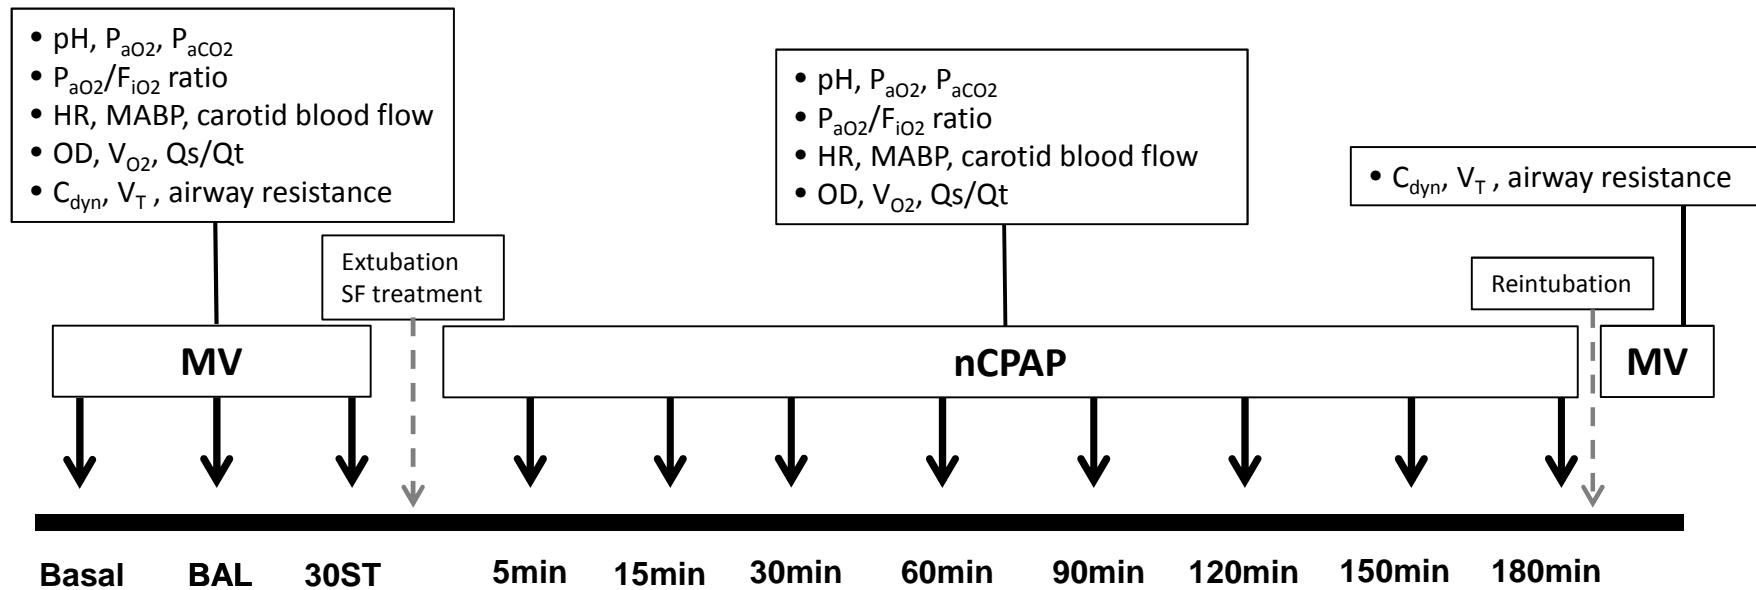 • pH, PaO2, PaCO2
• PaO2/FiO2 ratio
• HR, MABP, carotid blood flow
• OD, VO2, Qs/Qt
• Cdyn, VT , airway resistance
• pH, PaO2, PaCO2
• PaO2/FiO2 ratio
• HR, MABP, carotid blood flow
• OD, VO2, Qs/Qt
• Cdyn, VT , airway resistance
Extubation
SF treatment
Reintubation
MV
nCPAP
MV
Basal
BAL
30ST
5min
15min
30min
60min
90min
120min
150min
180min